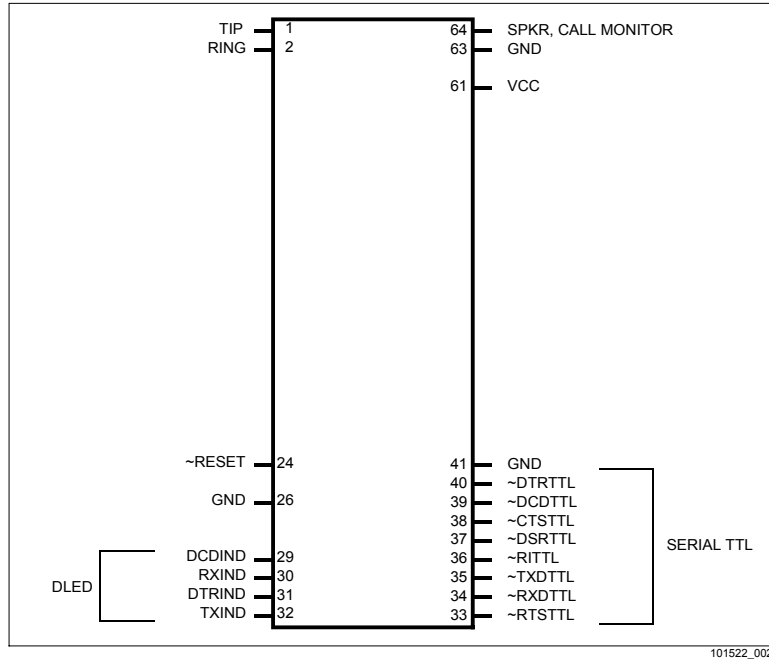 TIP 1
RING 2
64 SPKR, CALL MONITOR
63 GND
61 VCC
~RESET 24
GND 26
DLED
DCDIND 29
RXIND 30
DTRIND 31
TXIND 32
41 GND
40 ~DTRTTL
39 ~DCDTTL
38 ~CTSTTL
37 ~DSRTTL
36 ~RITTL
35 ~TXDTTL
34 ~RXDTTL
33 ~RTSTTL
SERIAL TTL
101522_002